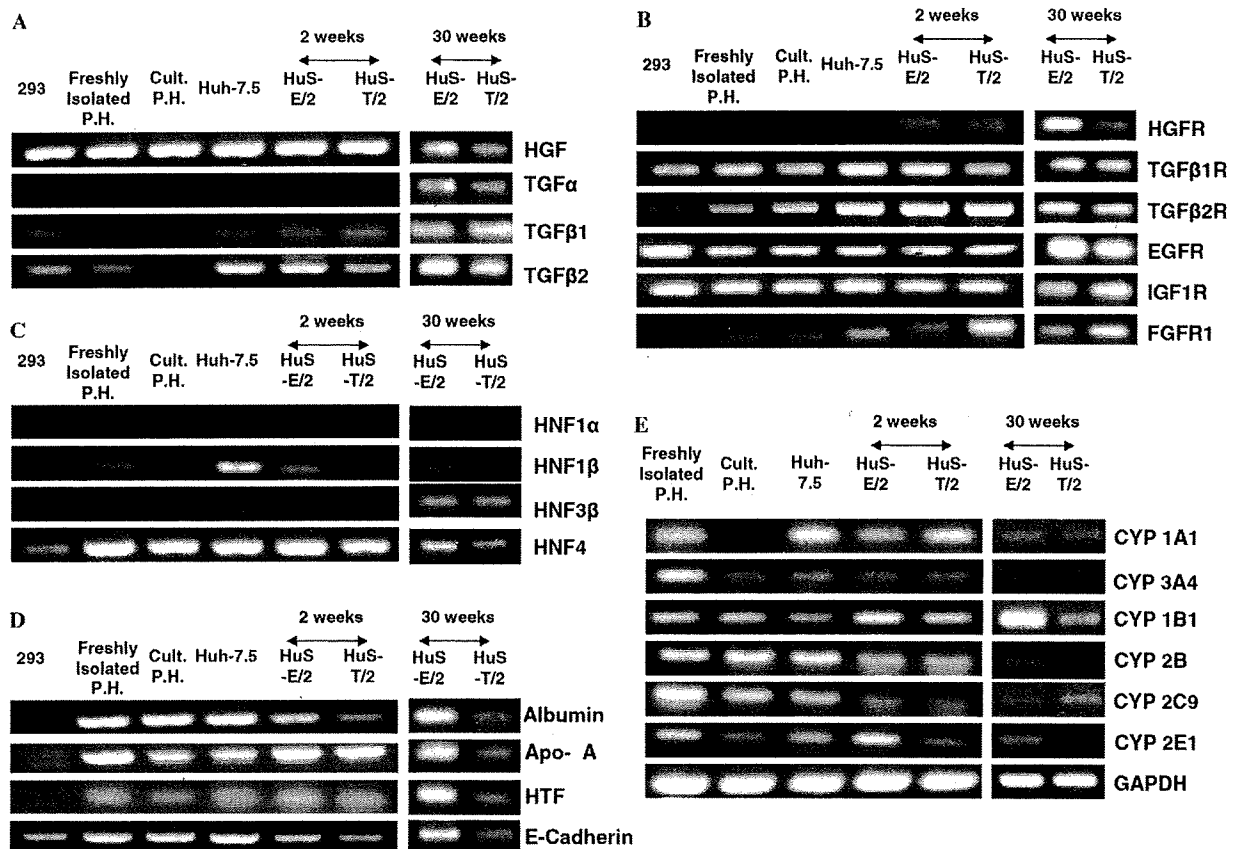 A
2 weeks
30 weeks
293
Freshly
Isolated
P.H.
Cult.
P.H.
Huh-7.5
HuS-
E/2
HuS-
T/2
HuS-
E/2
HuS-
T/2
HGF
TGFα
TGFβ1
TGFβ2
B
2 weeks
30 weeks
293
Freshly
Isolated
P.H.
Cult.
P.H.
Huh-7.5
HuS-
E/2
HuS-
T/2
HuS-
E/2
HuS-
T/2
HGFR
TGFβ1R
TGFβ2R
EGFR
IGF1R
FGFR1
C
2 weeks
30 weeks
293
Freshly
Isolated
P.H.
Cult.
P.H.
Huh-7.5
HuS
-E/2
HuS
-T/2
HuS
-E/2
HuS
-T/2
HNF1α
HNF1β
HNF3β
HNF4
D
2 weeks
30 weeks
293
Freshly
Isolated
P.H.
Cult.
P.H.
Huh-7.5
HuS
-E/2
HuS-
T/2
HuS
-E/2
HuS
-T/2
Albumin
Apo- A
HTF
E-Cadherin
E
2 weeks
30 weeks
Freshly
Isolated
P.H.
Cult.
P.H.
Huh-
7.5
HuS-
E/2
HuS-
T/2
HuS-
E/2
HuS-
T/2
CYP 1A1
CYP 3A4
CYP 1B1
CYP 2B
CYP 2C9
CYP 2E1
GAPDH